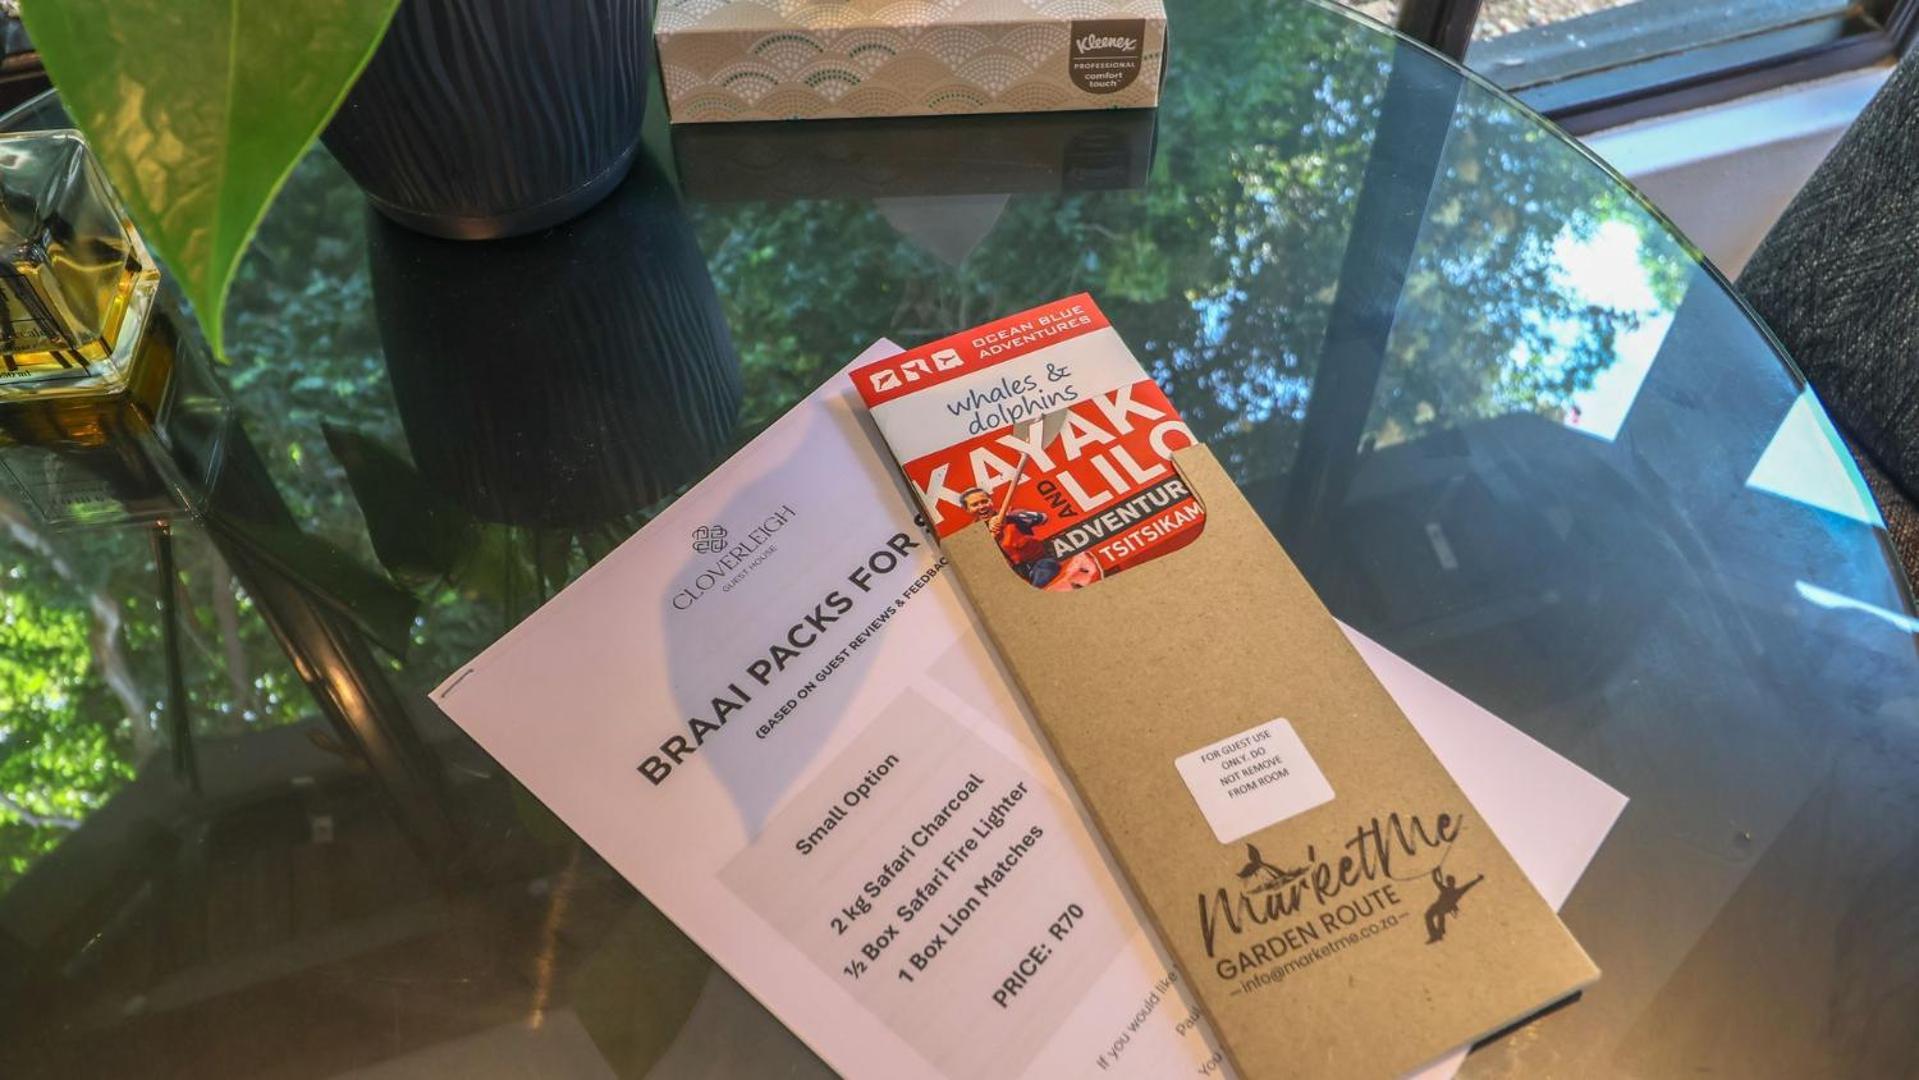 Kleenex
PROFESSIONAL
comfort
touch™
OCEAN BLUE
ADVENTURES
whales &
dolphins
KAYAK
AND LILO
ADVENTUR
TSITSIKAM
CLOVERLEIGH
GUEST HOUSE
BRAAI PACKS FOR S
(BASED ON GUEST REVIEWS & FEEDBAC
Small Option
2 kg Safari Charcoal
½ Box Safari Fire Lighter
1 Box Lion Matches
PRICE: R70
If you would like
Paul
You
FOR GUEST USE
ONLY. DO
NOT REMOVE
FROM ROOM
MarketMe
GARDEN ROUTE
—info@marketme.co.za—